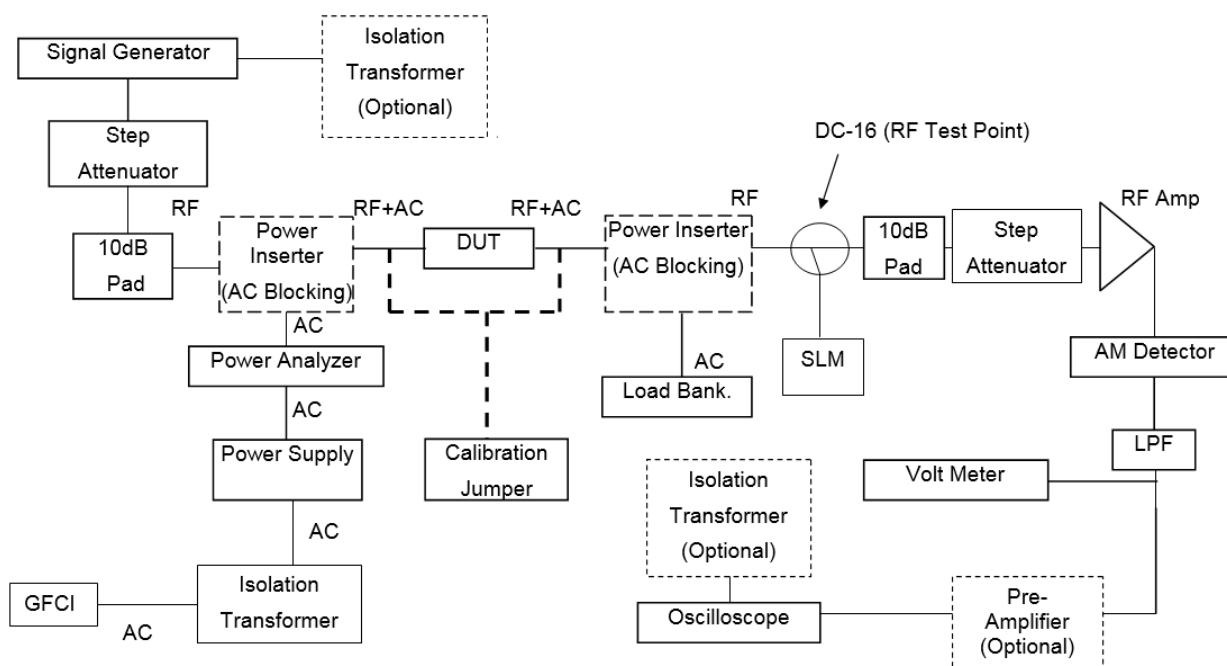 Signal Generator
Isolation
Transformer
(Optional)
Step
Attenuator
DC-16 (RF Test Point)
RF
10dB
Pad
Power
Inserter
(AC Blocking)
RF+AC
DUT
RF+AC
Power Inserter
(AC Blocking)
RF
10dB
Pad
Step
Attenuator
RF Amp
AC
Power Analyzer
AC
Power Supply
AC
Isolation
Transformer
GFCI
AC
Calibration
Jumper
AC
Load Bank.
SLM
AM Detector
LPF
Volt Meter
Isolation
Transformer
(Optional)
Oscilloscope
Pre-
Amplifier
(Optional)